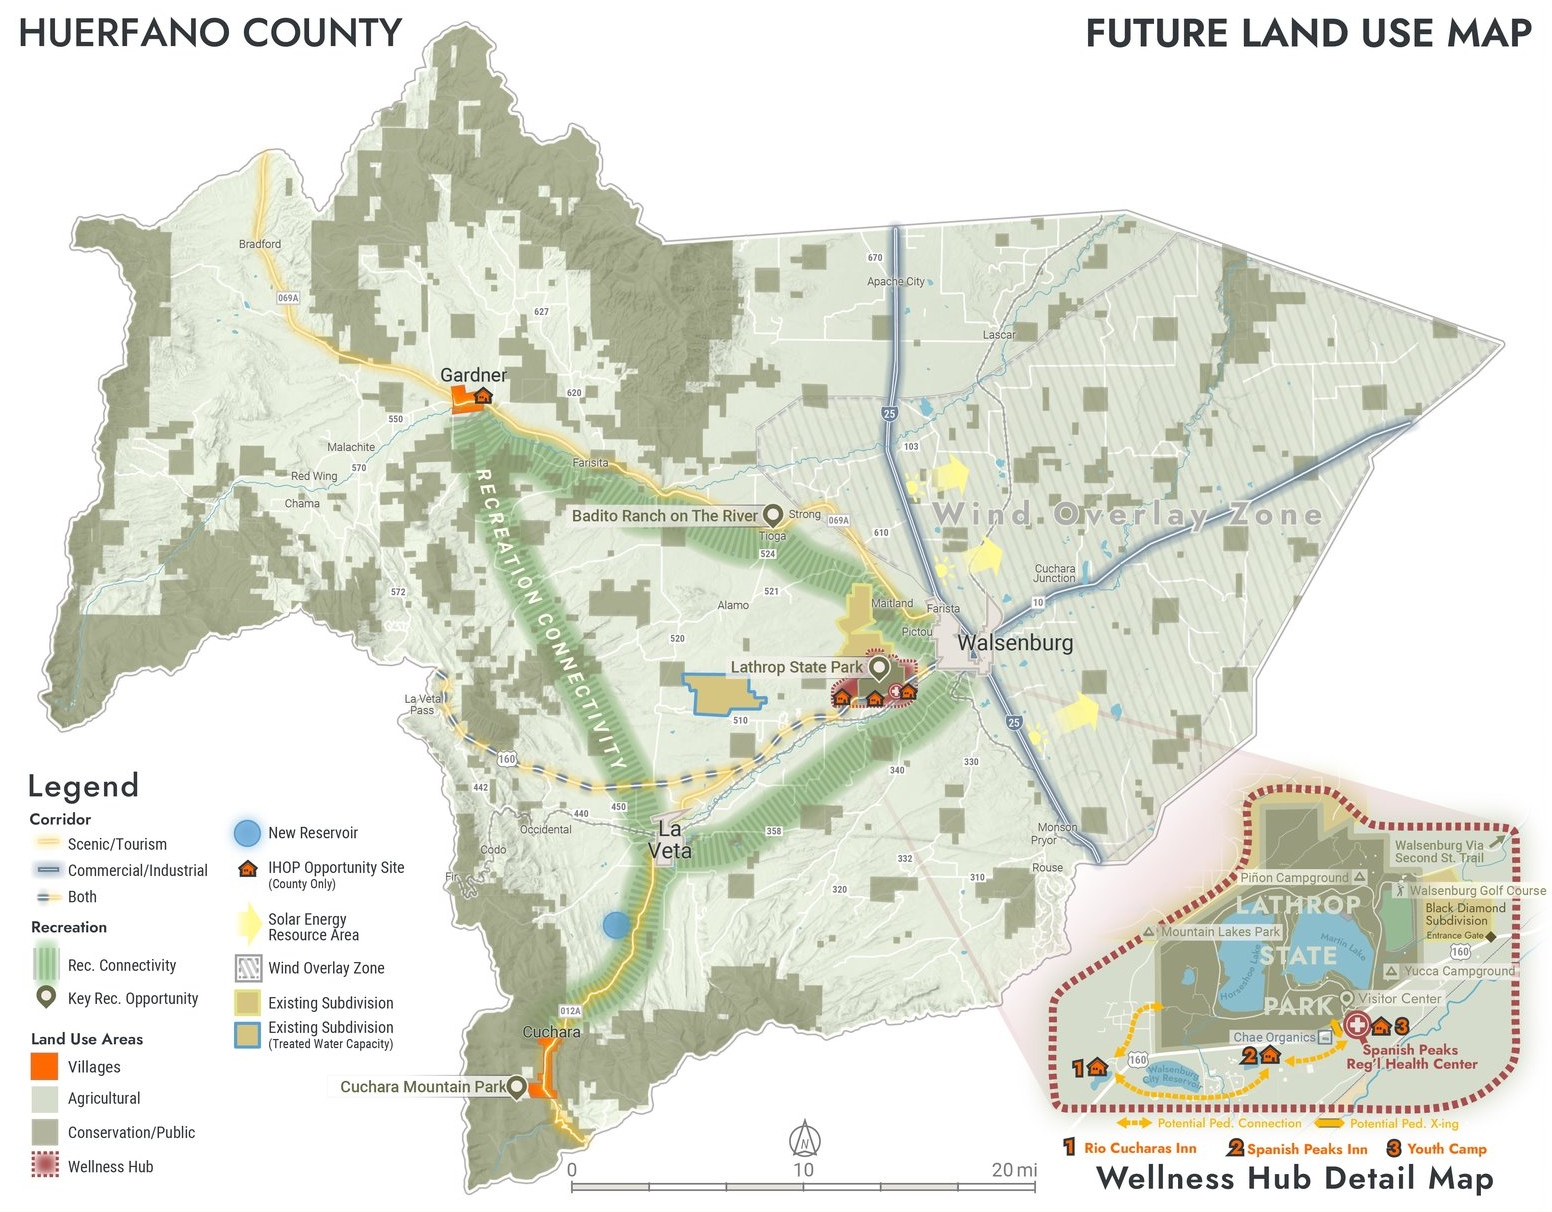 HUERFANO COUNTY
FUTURE LAND USE MAP
Bradford
069A
670
Apache City
627
Lascar
Gardner
620
550
25
Malachite
103
570
Farisita
Red Wing
Chama
RECREATION CONNECTIVITY
Badito Ranch on The River
Strong
069A
Wind Overlay Zone
610
Tioga
524
Cuchara
Junction
572
521
10
Alamo
Maitland
Farista
520
Pictou
Walsenburg
Lathrop State Park
La Veta
Pass
510
25
160
340
330
442
450
440
358
Occidental
La
Veta
Monson
Pryor
Codo
332
Rouse
310
320
012A
Cuchara
Cuchara Mountain Park
Legend
Corridor
Scenic/Tourism
Commercial/Industrial
Both
Recreation
Rec. Connectivity
Key Rec. Opportunity
Land Use Areas
Villages
Agricultural
Conservation/Public
Wellness Hub
New Reservoir
IHOP Opportunity Site
(County Only)
Solar Energy
Resource Area
Wind Overlay Zone
Existing Subdivision
Existing Subdivision
(Treated Water Capacity)
N
0 10 20 mi
Walsenburg Via
Second St. Trail
Piñon Campground
Walsenburg Golf Course
LATHROP
STATE
PARK
Black Diamond
Subdivision
Entrance Gate
Mountain Lakes Park
Martin Lake
Horseshoe Lake
160
Yucca Campground
Visitor Center
Chae Organics
3
Spanish Peaks
Reg'l Health Center
2
1
160
Walsenburg
City Reservoir
Potential Ped. Connection
Potential Ped. X-ing
1 Rio Cucharas Inn
2 Spanish Peaks Inn
3 Youth Camp
Wellness Hub Detail Map